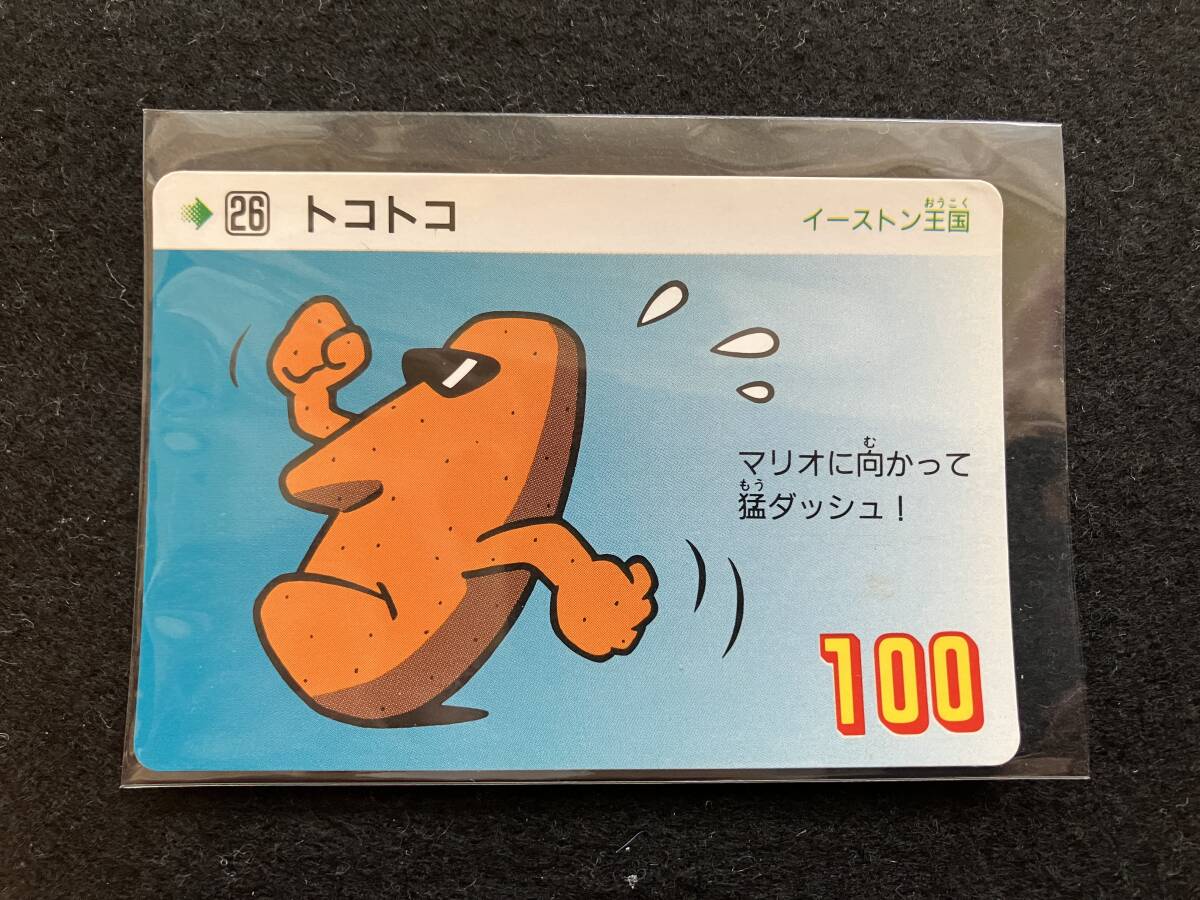 26 トコトコ
イーストン王国
おうこく
マリオに向かって
む
猛ダッシュ!
もう
100